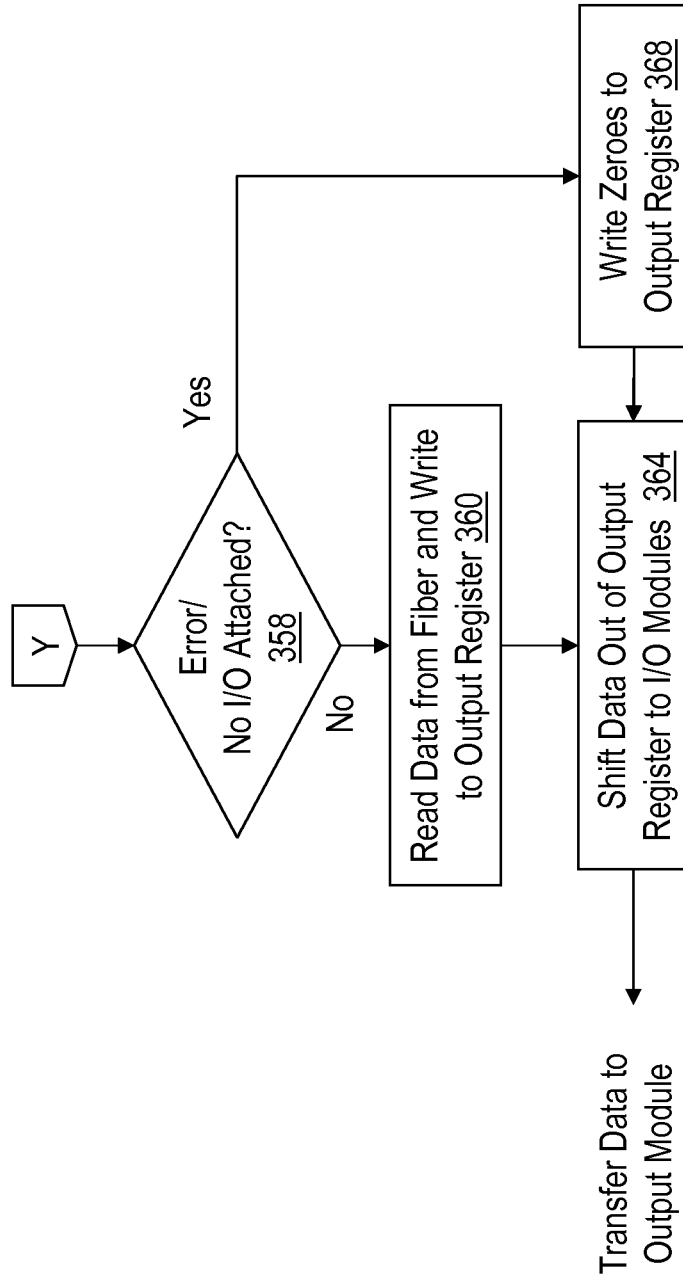 Y
Error/
No I/O Attached?
358
Yes
No
Read Data from Fiber and Write
to Output Register 360
Write Zeroes to
Output Register 368
Shift Data Out of Output
Register to I/O Modules 364
Transfer Data to
Output Module